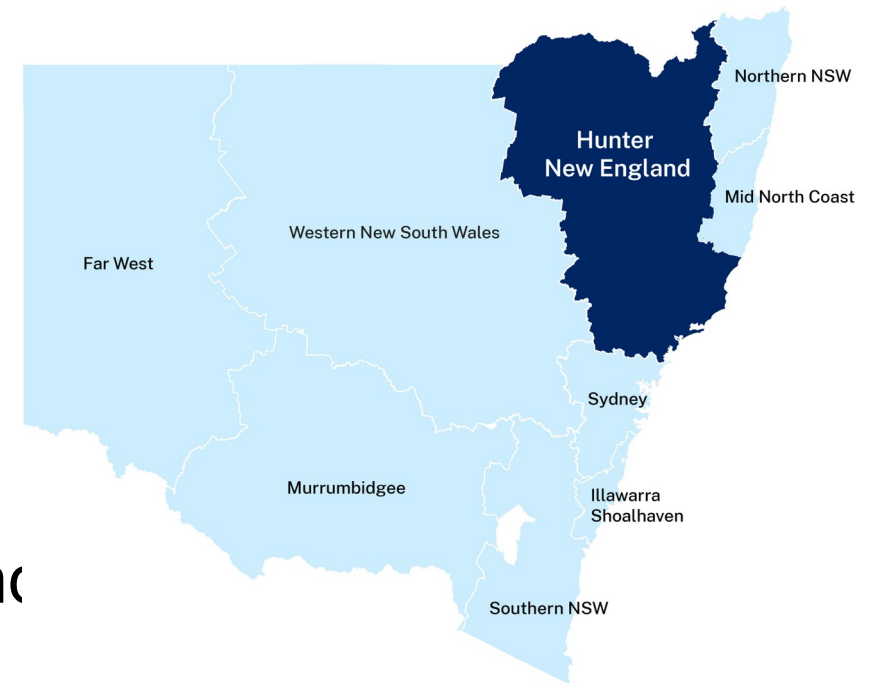 Northern NSW
Hunter
New England
Mid North Coast
Western New South Wales
Far West
Sydney
Murrumbidgee
Illawarra
Shoalhaven
Southern NSW